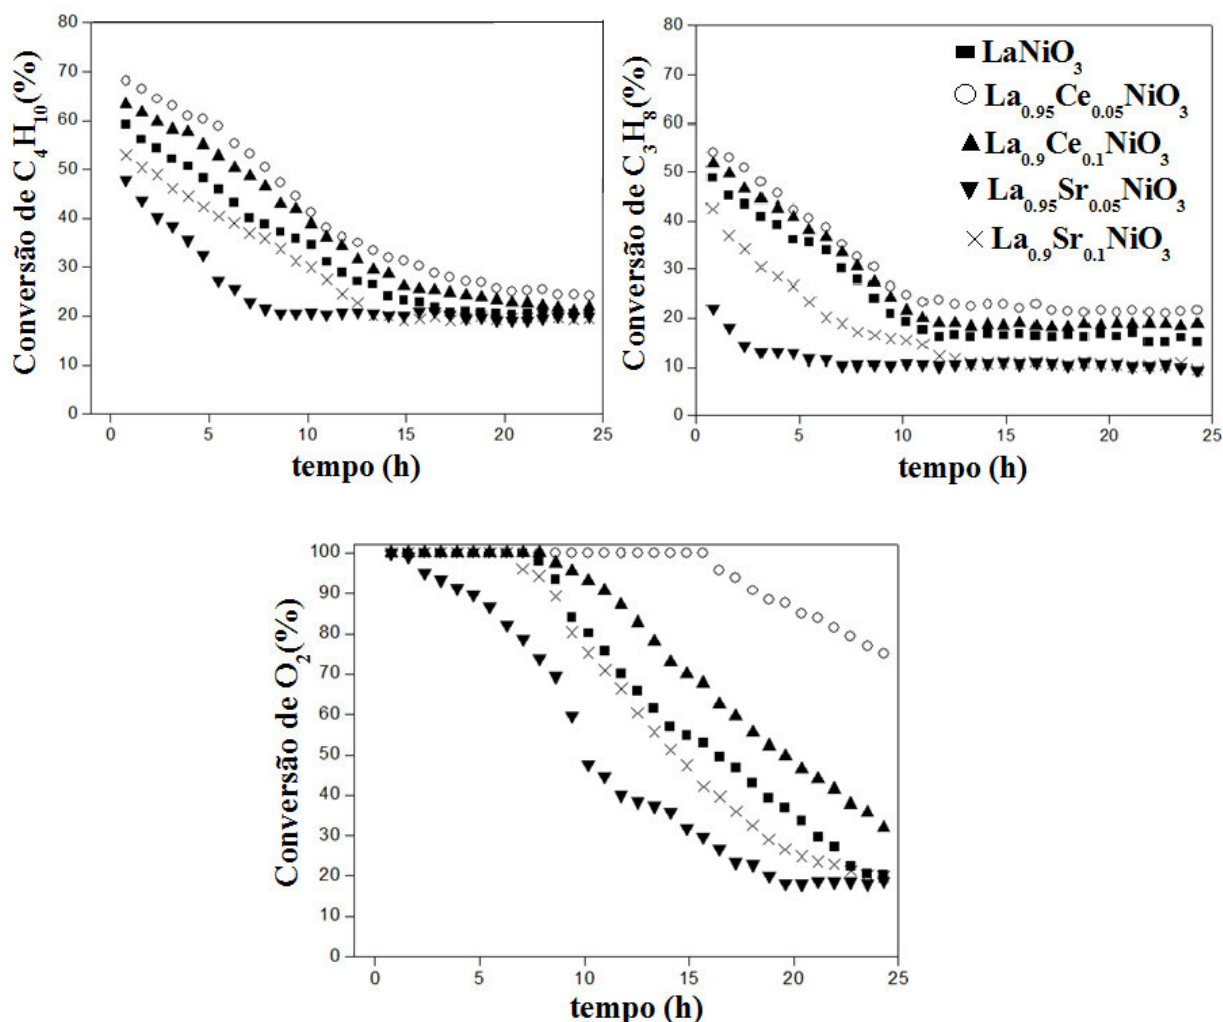 Conversão de C₄H₁₀(%)
80
70
60
50
40
30
20
10
0
0 5 10 15 20 25
tempo (h)
Conversão de C₃H₈(%)
80
70
60
50
40
30
20
10
0
0 5 10 15 20 25
tempo (h)
LaNiO₃
La₀.₉₅Ce₀.₀₅NiO₃
La₀.₉Ce₀.₁NiO₃
La₀.₉₅Sr₀.₀₅NiO₃
La₀.₉Sr₀.₁NiO₃
Conversão de O₂(%)
100
90
80
70
60
50
40
30
20
10
0
0 5 10 15 20 25
tempo (h)